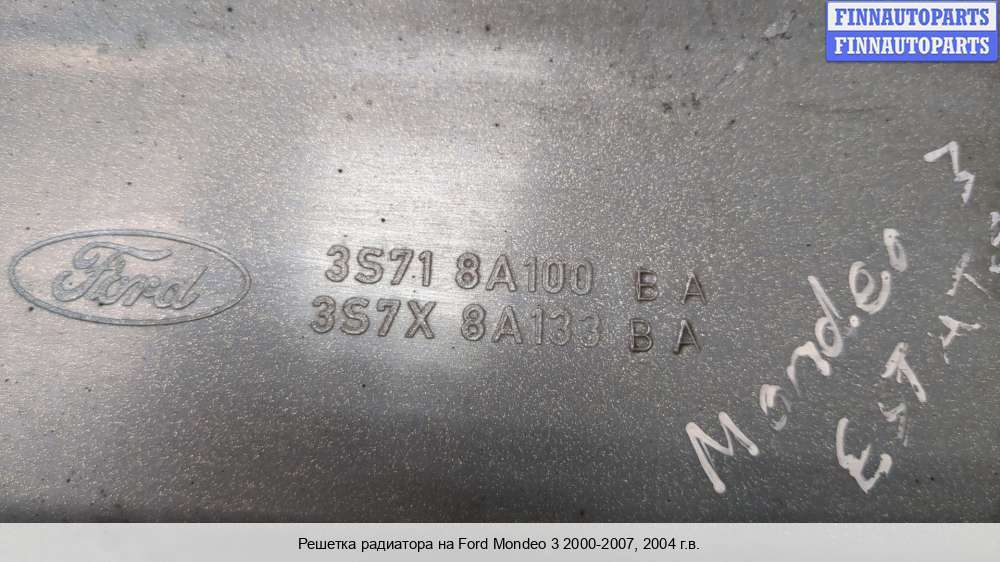 FINNAUTOPARTS
FINNAUTOPARTS
Ford
3S71 8A100 BA
3S7X 8A133 BA
Mondeo
Решетка радиатора на Ford Mondeo 3 2000-2007, 2004 г.в.